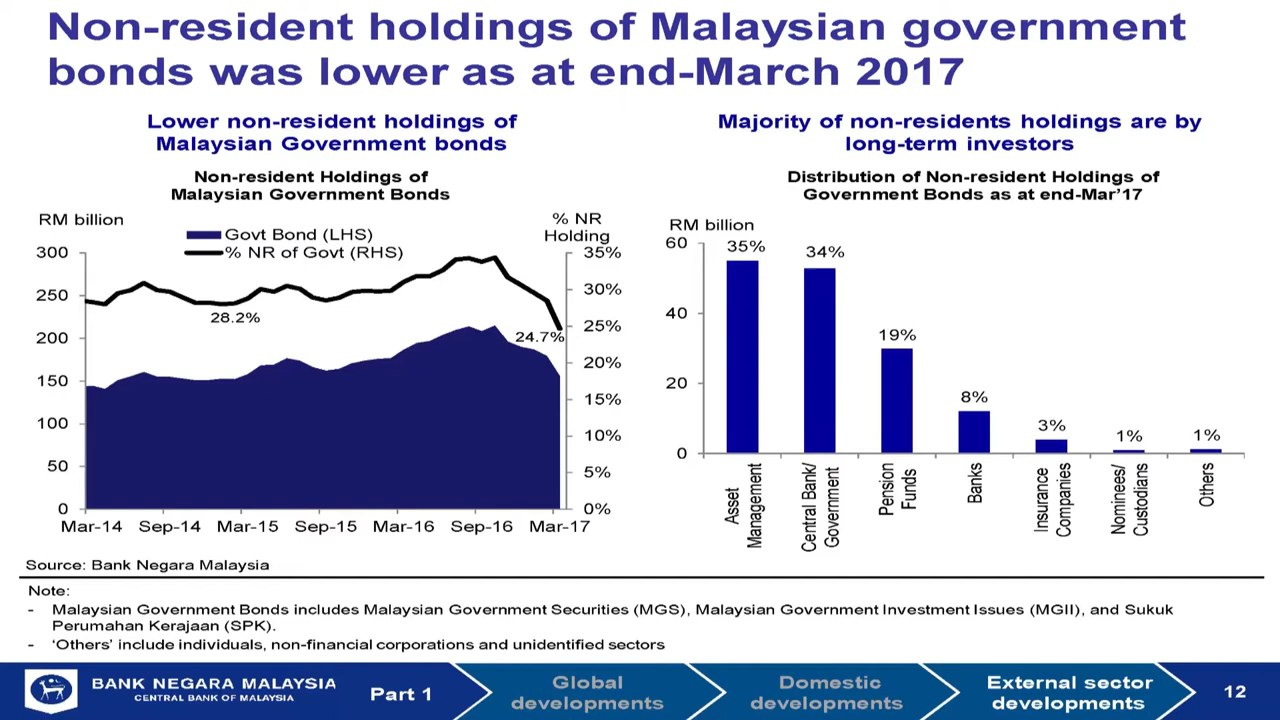 Non-resident holdings of Malaysian government
bonds was lower as at end-March 2017
Lower non-resident holdings of
Malaysian Government bonds
Non-resident Holdings of
Malaysian Government Bonds
RM billion
% NR
Holding
Govt Bond (LHS)
% NR of Govt (RHS)
300
250
200
150
100
50
0
35%
30%
25%
20%
15%
10%
5%
0%
28.2%
24.7%
Mar-14 Sep-14 Mar-15 Sep-15 Mar-16 Sep-16 Mar-17
Majority of non-residents holdings are by
long-term investors
Distribution of Non-resident Holdings of
Government Bonds as at end-Mar’17
RM billion
60
40
20
0
35%
34%
19%
8%
3%
1%
1%
Asset
Management
Central Bank/
Government
Pension
Funds
Banks
Insurance
Companies
Nominees/
Custodians
Others
Source: Bank Negara Malaysia
Note:
- Malaysian Government Bonds includes Malaysian Government Securities (MGS), Malaysian Government Investment Issues (MGII), and Sukuk
Perumahan Kerajaan (SPK).
- ‘Others’ include individuals, non-financial corporations and unidentified sectors
BANK NEGARA MALAYSIA
CENTRAL BANK OF MALAYSIA
Part 1
Global
developments
Domestic
developments
External sector
developments
12